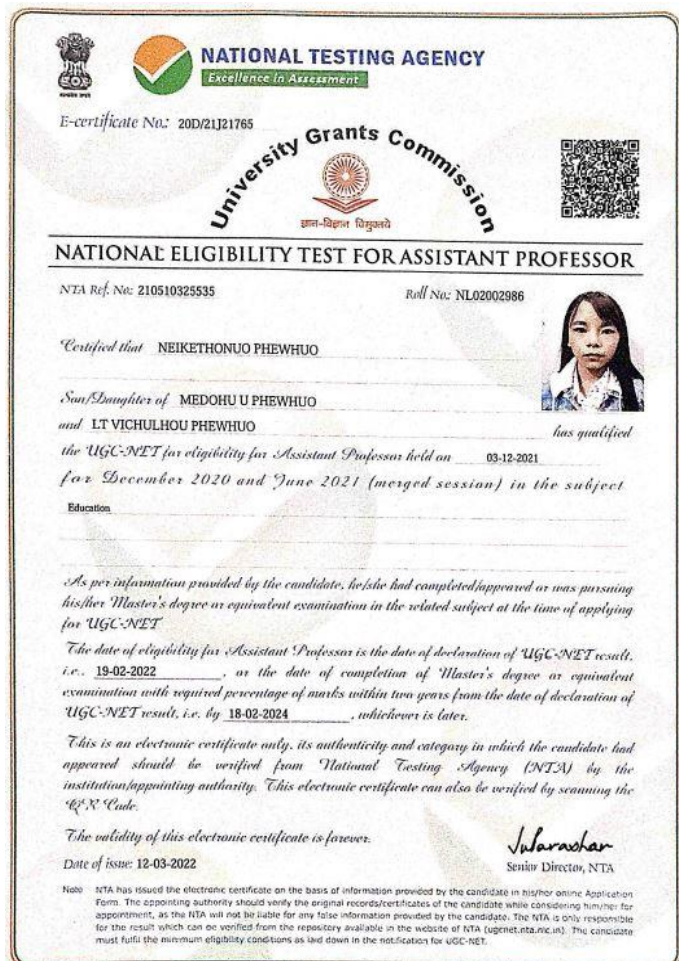 NATIONAL TESTING AGENCY
Excellence in Assessment
E-certificate No.: 20D/21J21765
University Grants Commission
ज्ञान-विज्ञान विमुक्तये
NATIONAL ELIGIBILITY TEST FOR ASSISTANT PROFESSOR
NTA Ref. No: 210510325535 Roll No: NL02002986
Certified that NEIKETHONUO PHEWHUO
Son/Daughter of MEDOHU U PHEWHUO
and LT VICHULHOU PHEWHUO has qualified
the UGC-NET for eligibility for Assistant Professor held on 03-12-2021
for December 2020 and June 2021 (merged session) in the subject
Education
As per information provided by the candidate, he/she had completed/appeared or was pursuing
his/her Master's degree or equivalent examination in the related subject at the time of applying
for UGC-NET
The date of eligibility for Assistant Professor is the date of declaration of UGC-NET result,
i.e., 19-02-2022, or the date of completion of Master's degree or equivalent
examination with required percentage of marks within two years from the date of declaration of
UGC-NET result, i.e. by 18-02-2024, whichever is later.
This is an electronic certificate only, its authenticity and category in which the candidate had
appeared should be verified from National Testing Agency (NTA) by the
institution/appointing authority. This electronic certificate can also be verified by scanning the
QR Code.
The validity of this electronic certificate is forever.
Date of issue: 12-03-2022
Senior Director, NTA
Note NTA has issued the electronic certificate on the basis of information provided by the candidate in his/her online Application
Form. The appointing authority should verify the original records/certificates of the candidate while considering him/her for
appointment, as the NTA will not be liable for any false information provided by the candidate. The NTA is only responsible
for the result which can be verified from the repository available in the website of NTA (ugcnet.nta.nic.in). The candidate
must fulfil the minimum eligibility conditions as laid down in the notification for UGC-NET.